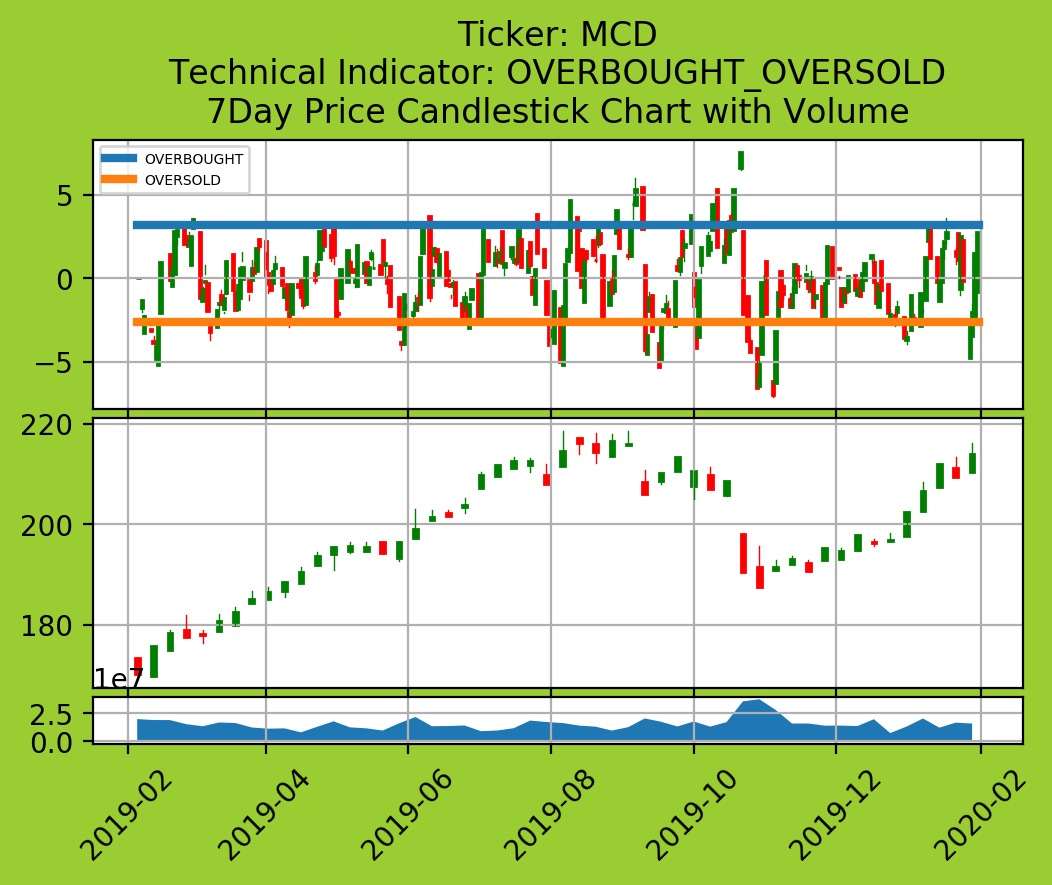 Ticker: MCD
Technical Indicator: OVERBOUGHT_OVERSOLD
7Day Price Candlestick Chart with Volume
OVERBOUGHT
OVERSOLD
5
0
−5
220
200
180
1e7
2.5
0.0
2019-02
2019-04
2019-06
2019-08
2019-10
2019-12
2020-02